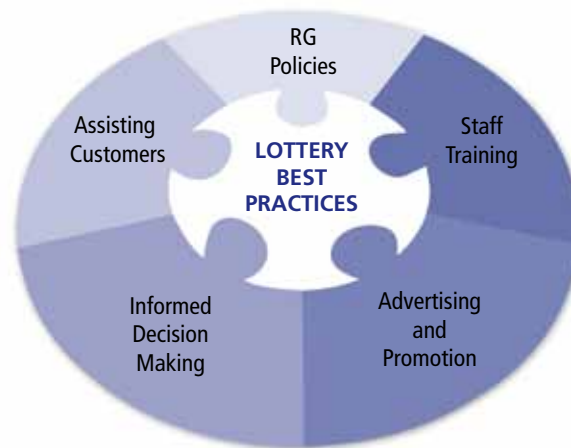 RG
Policies
Staff
Training
Advertising
and
Promotion
Informed
Decision
Making
Assisting
Customers
LOTTERY
BEST
PRACTICES